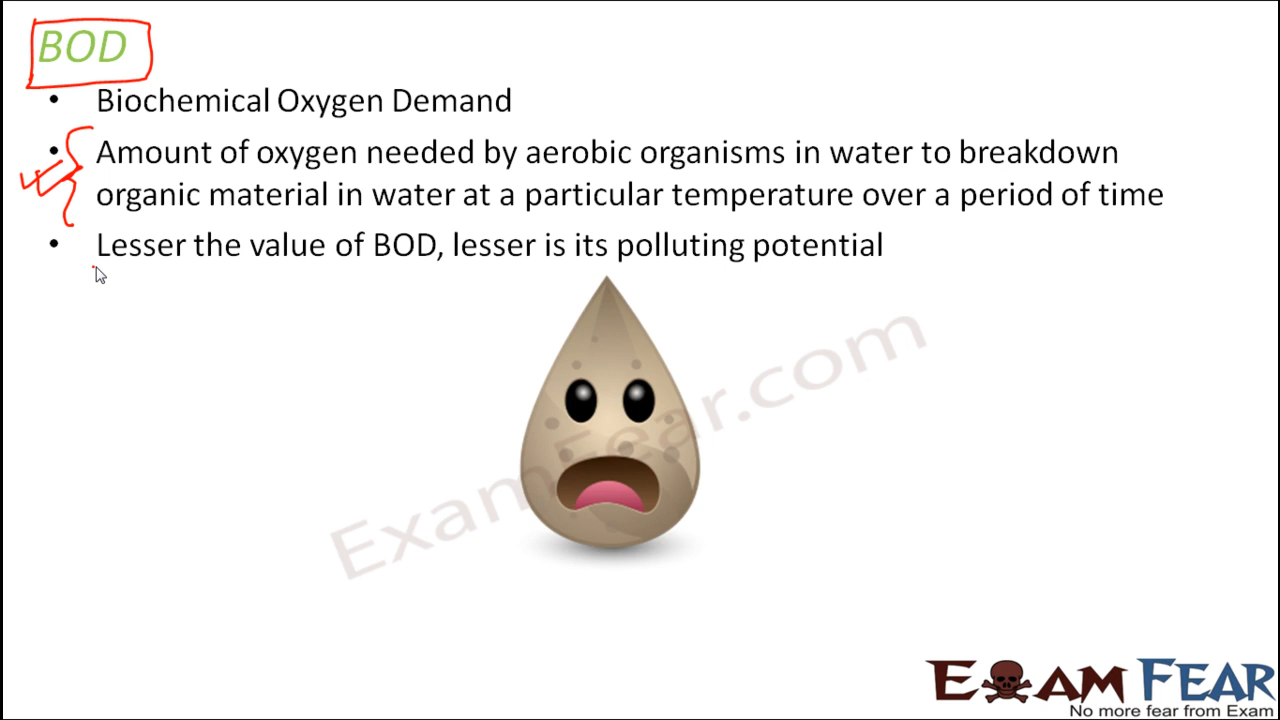 BOD
• Biochemical Oxygen Demand
• Amount of oxygen needed by aerobic organisms in water to breakdown
organic material in water at a particular temperature over a period of time
• Lesser the value of BOD, lesser is its polluting potential
ExamFear.com
EXAM FEAR
No more fear from Exam